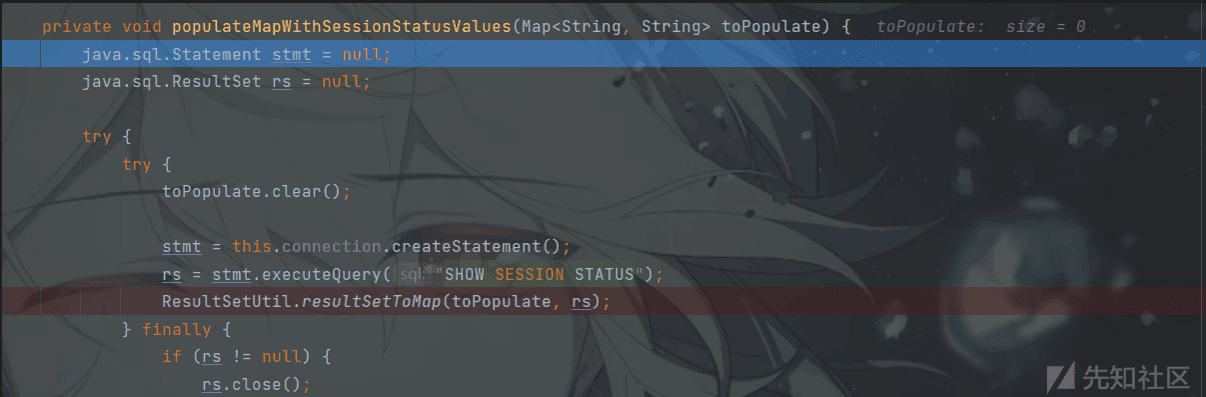 private void populateMapWithSessionStatusValues(Map<String, String> toPopulate) {   toPopulate:  size = 0
    java.sql.Statement stmt = null;
    java.sql.ResultSet rs = null;
    try {
        try {
            toPopulate.clear();
            stmt = this.connection.createStatement();
            rs = stmt.executeQuery( sql: "SHOW SESSION STATUS");
            ResultSetUtil.resultSetToMap(toPopulate, rs);
        } finally {
            if (rs != null) {
                rs.close();
先知社区